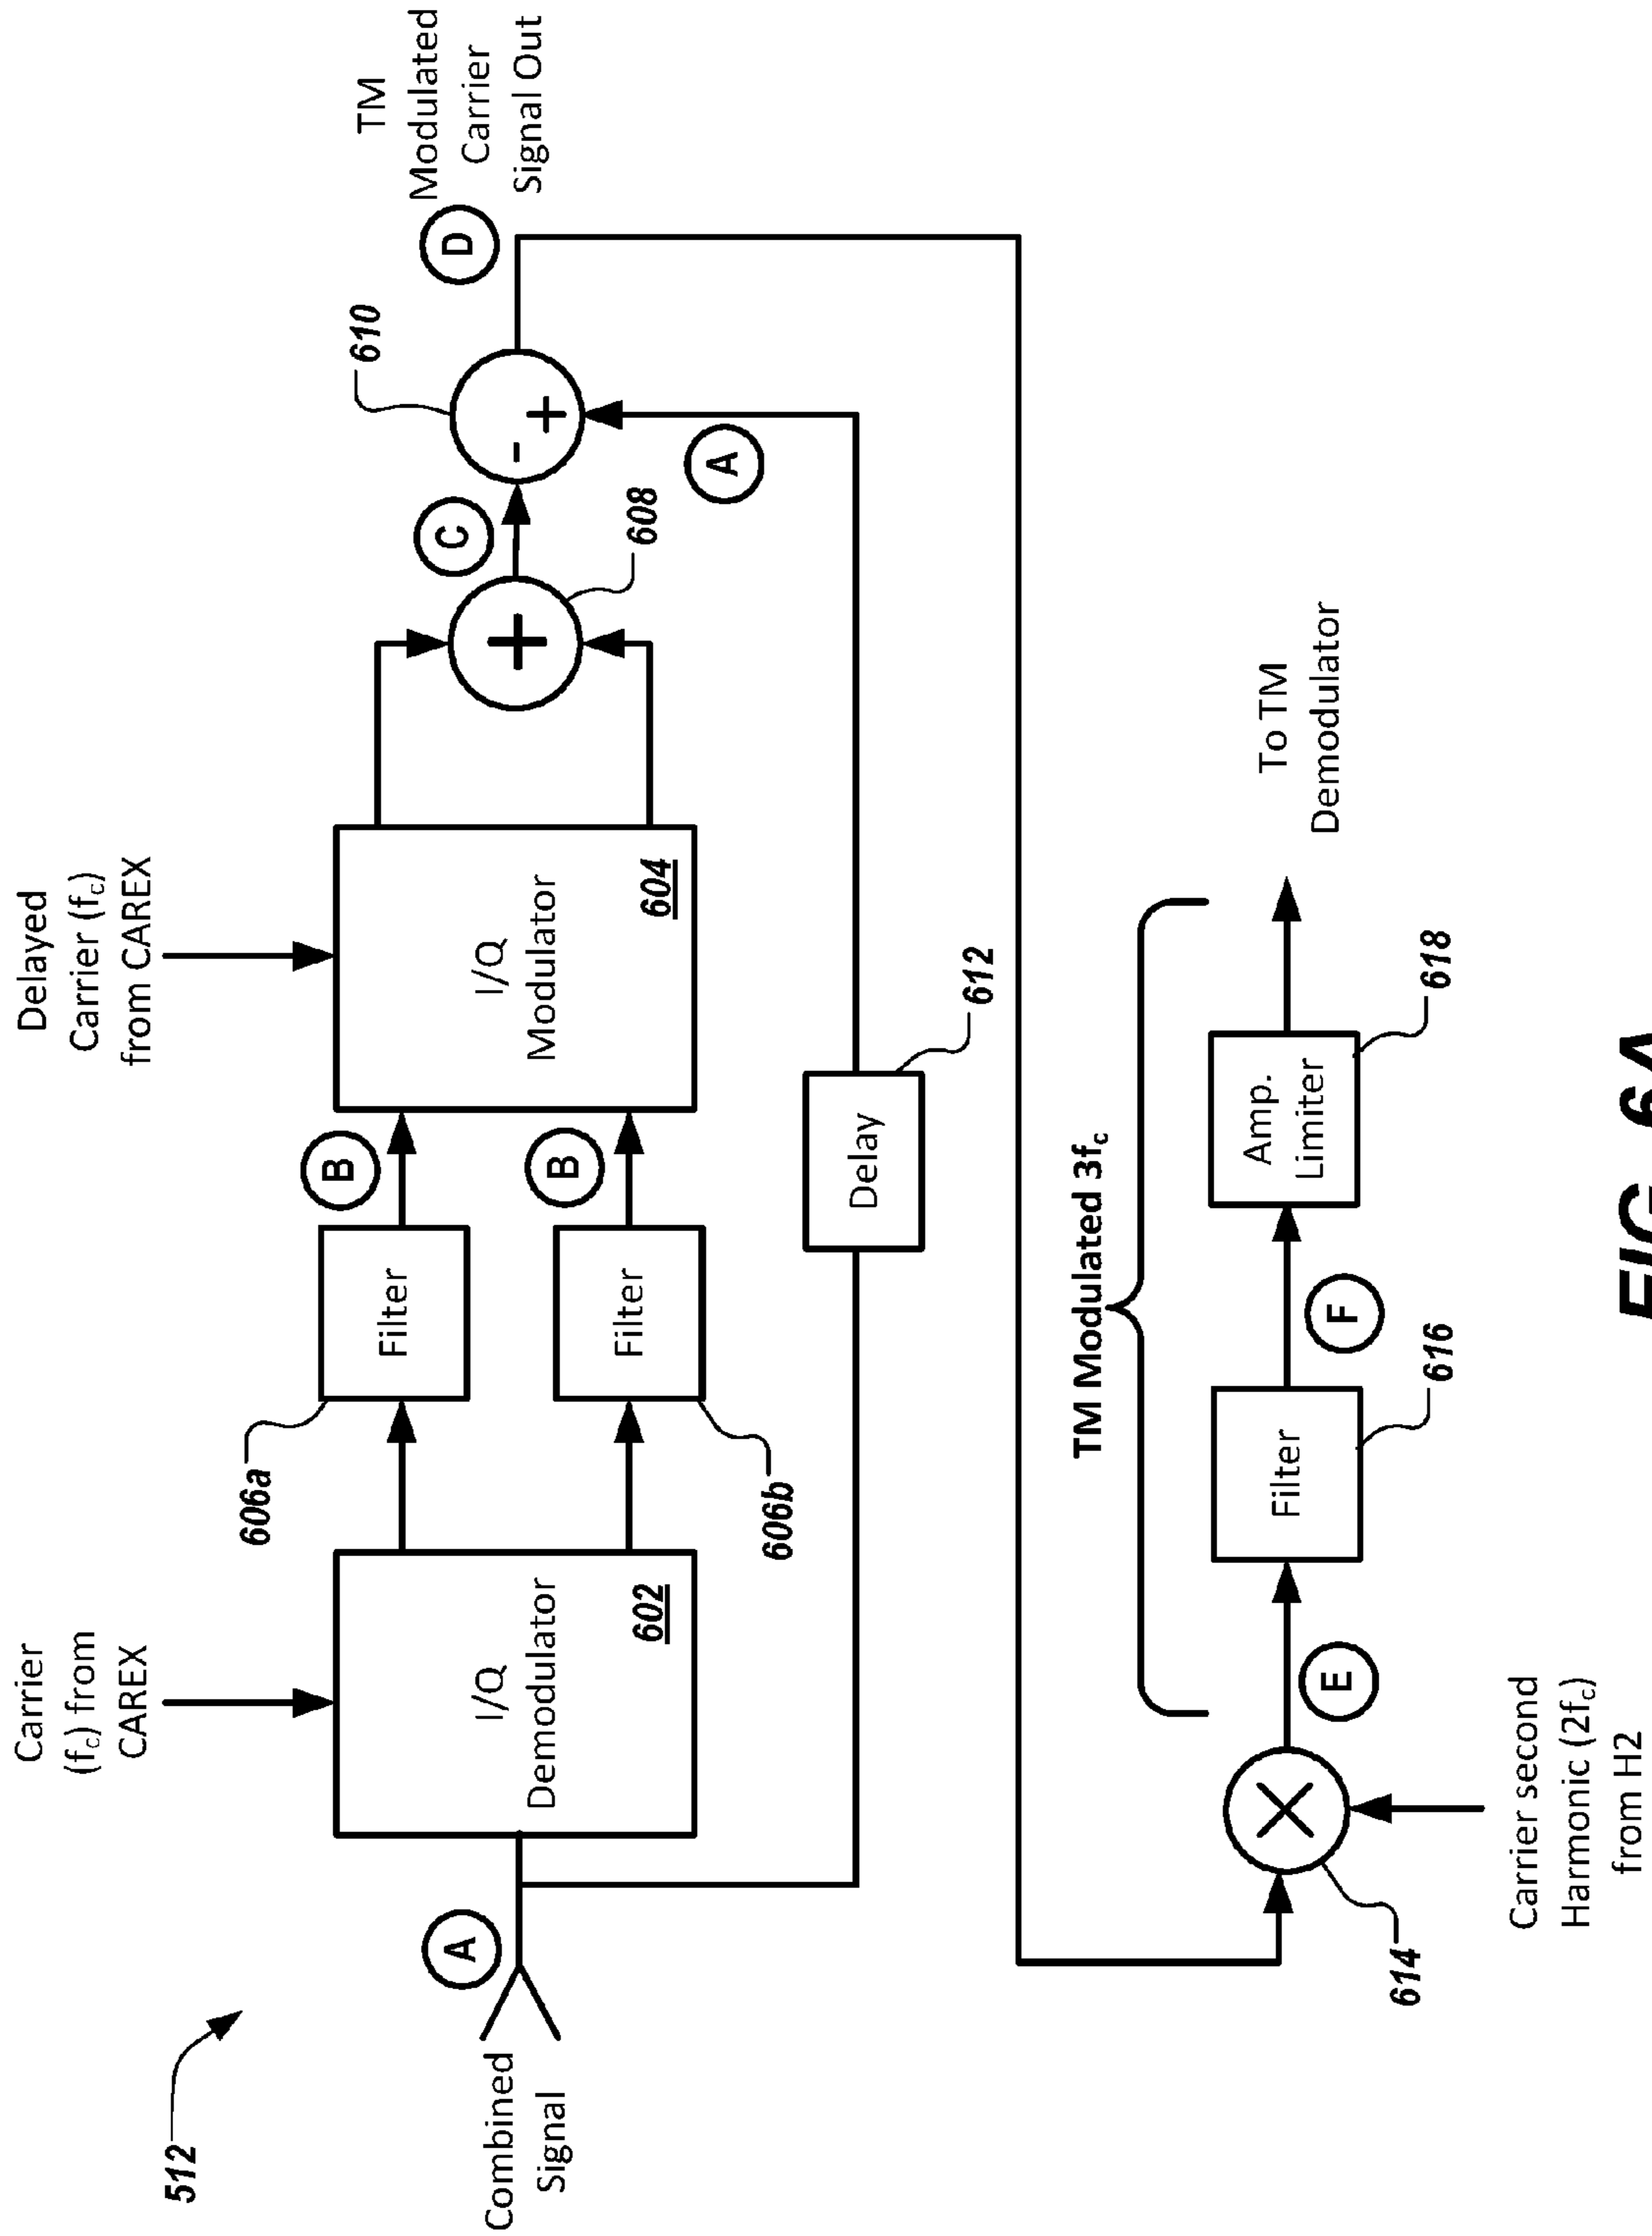 512
Combined
Signal
A
Carrier
(fc) from
CAREX
I/Q
Demodulator
602
606a
Filter
B
606b
Filter
B
Delayed
Carrier (fc)
from CAREX
I/Q
Modulator
604
+
608
C
610
-
+
A
D
TM
Modulated
Carrier
Signal Out
Delay
612
614
Carrier second
Harmonic (2fc)
from H2
E
TM Modulated 3fc
Filter
616
F
Amp.
Limiter
618
To TM
Demodulator
FIG. 6A